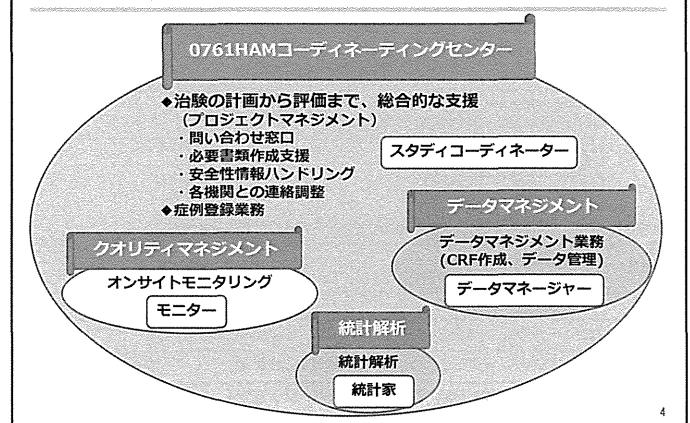 0761HAMコーディネーティングセンター
◆治験の計画から評価まで、総合的な支援
(プロジェクトマネジメント)
・問い合わせ窓口
・必要書類作成支援
・安全性情報ハンドリング
・各機関との連絡調整
◆症例登録業務
スタディコーディネーター
データマネジメント
データマネジメント業務
(CRF作成、データ管理)
データマネージャー
クオリティマネジメント
オンサイトモニタリング
モニター
統計解析
統計解析
統計家
4